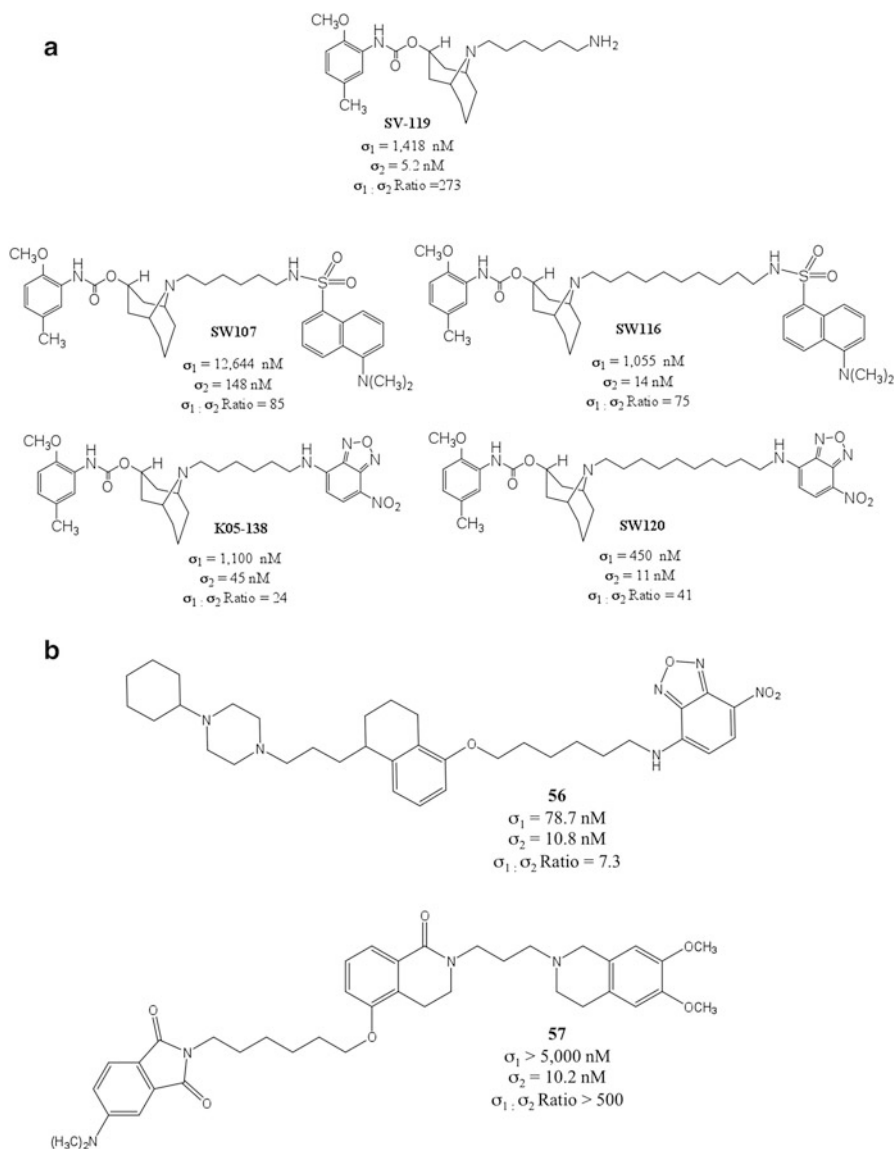 a
CH₃O
H
N
O
H
N
NH2
O
CH₃
SV-119
σ₁ = 1,418 nM
σ₂ = 5.2 nM
σ₁ : σ₂ Ratio =273
CH₃O
H
N
O
H
N
NH
O
S
O
O
CH₃
SW107
N(CH₃)₂
σ₁ = 12,644 nM
σ₂ = 148 nM
σ₁ : σ₂ Ratio = 85
CH₃O
H
N
O
H
N
NH
O
S
O
O
CH₃
SW116
N(CH₃)₂
σ₁ = 1,055 nM
σ₂ = 14 nM
σ₁ : σ₂ Ratio = 75
CH₃O
H
N
O
H
N
H
N
N
O
N
O
NO₂
CH₃
K05-138
σ₁ = 1,100 nM
σ₂ = 45 nM
σ₁ : σ₂ Ratio = 24
CH₃O
H
N
O
H
N
H
N
N
O
N
O
NO₂
CH₃
SW120
σ₁ = 450 nM
σ₂ = 11 nM
σ₁ : σ₂ Ratio = 41
b
N
N
O
N
H
N
O
N
NO₂
56
σ₁ = 78.7 nM
σ₂ = 10.8 nM
σ₁ : σ₂ Ratio = 7.3
O
N
N
OCH₃
OCH₃
O
O
N
O
(H₃C)₂N
57
σ₁ > 5,000 nM
σ₂ = 10.2 nM
σ₁ : σ₂ Ratio > 500